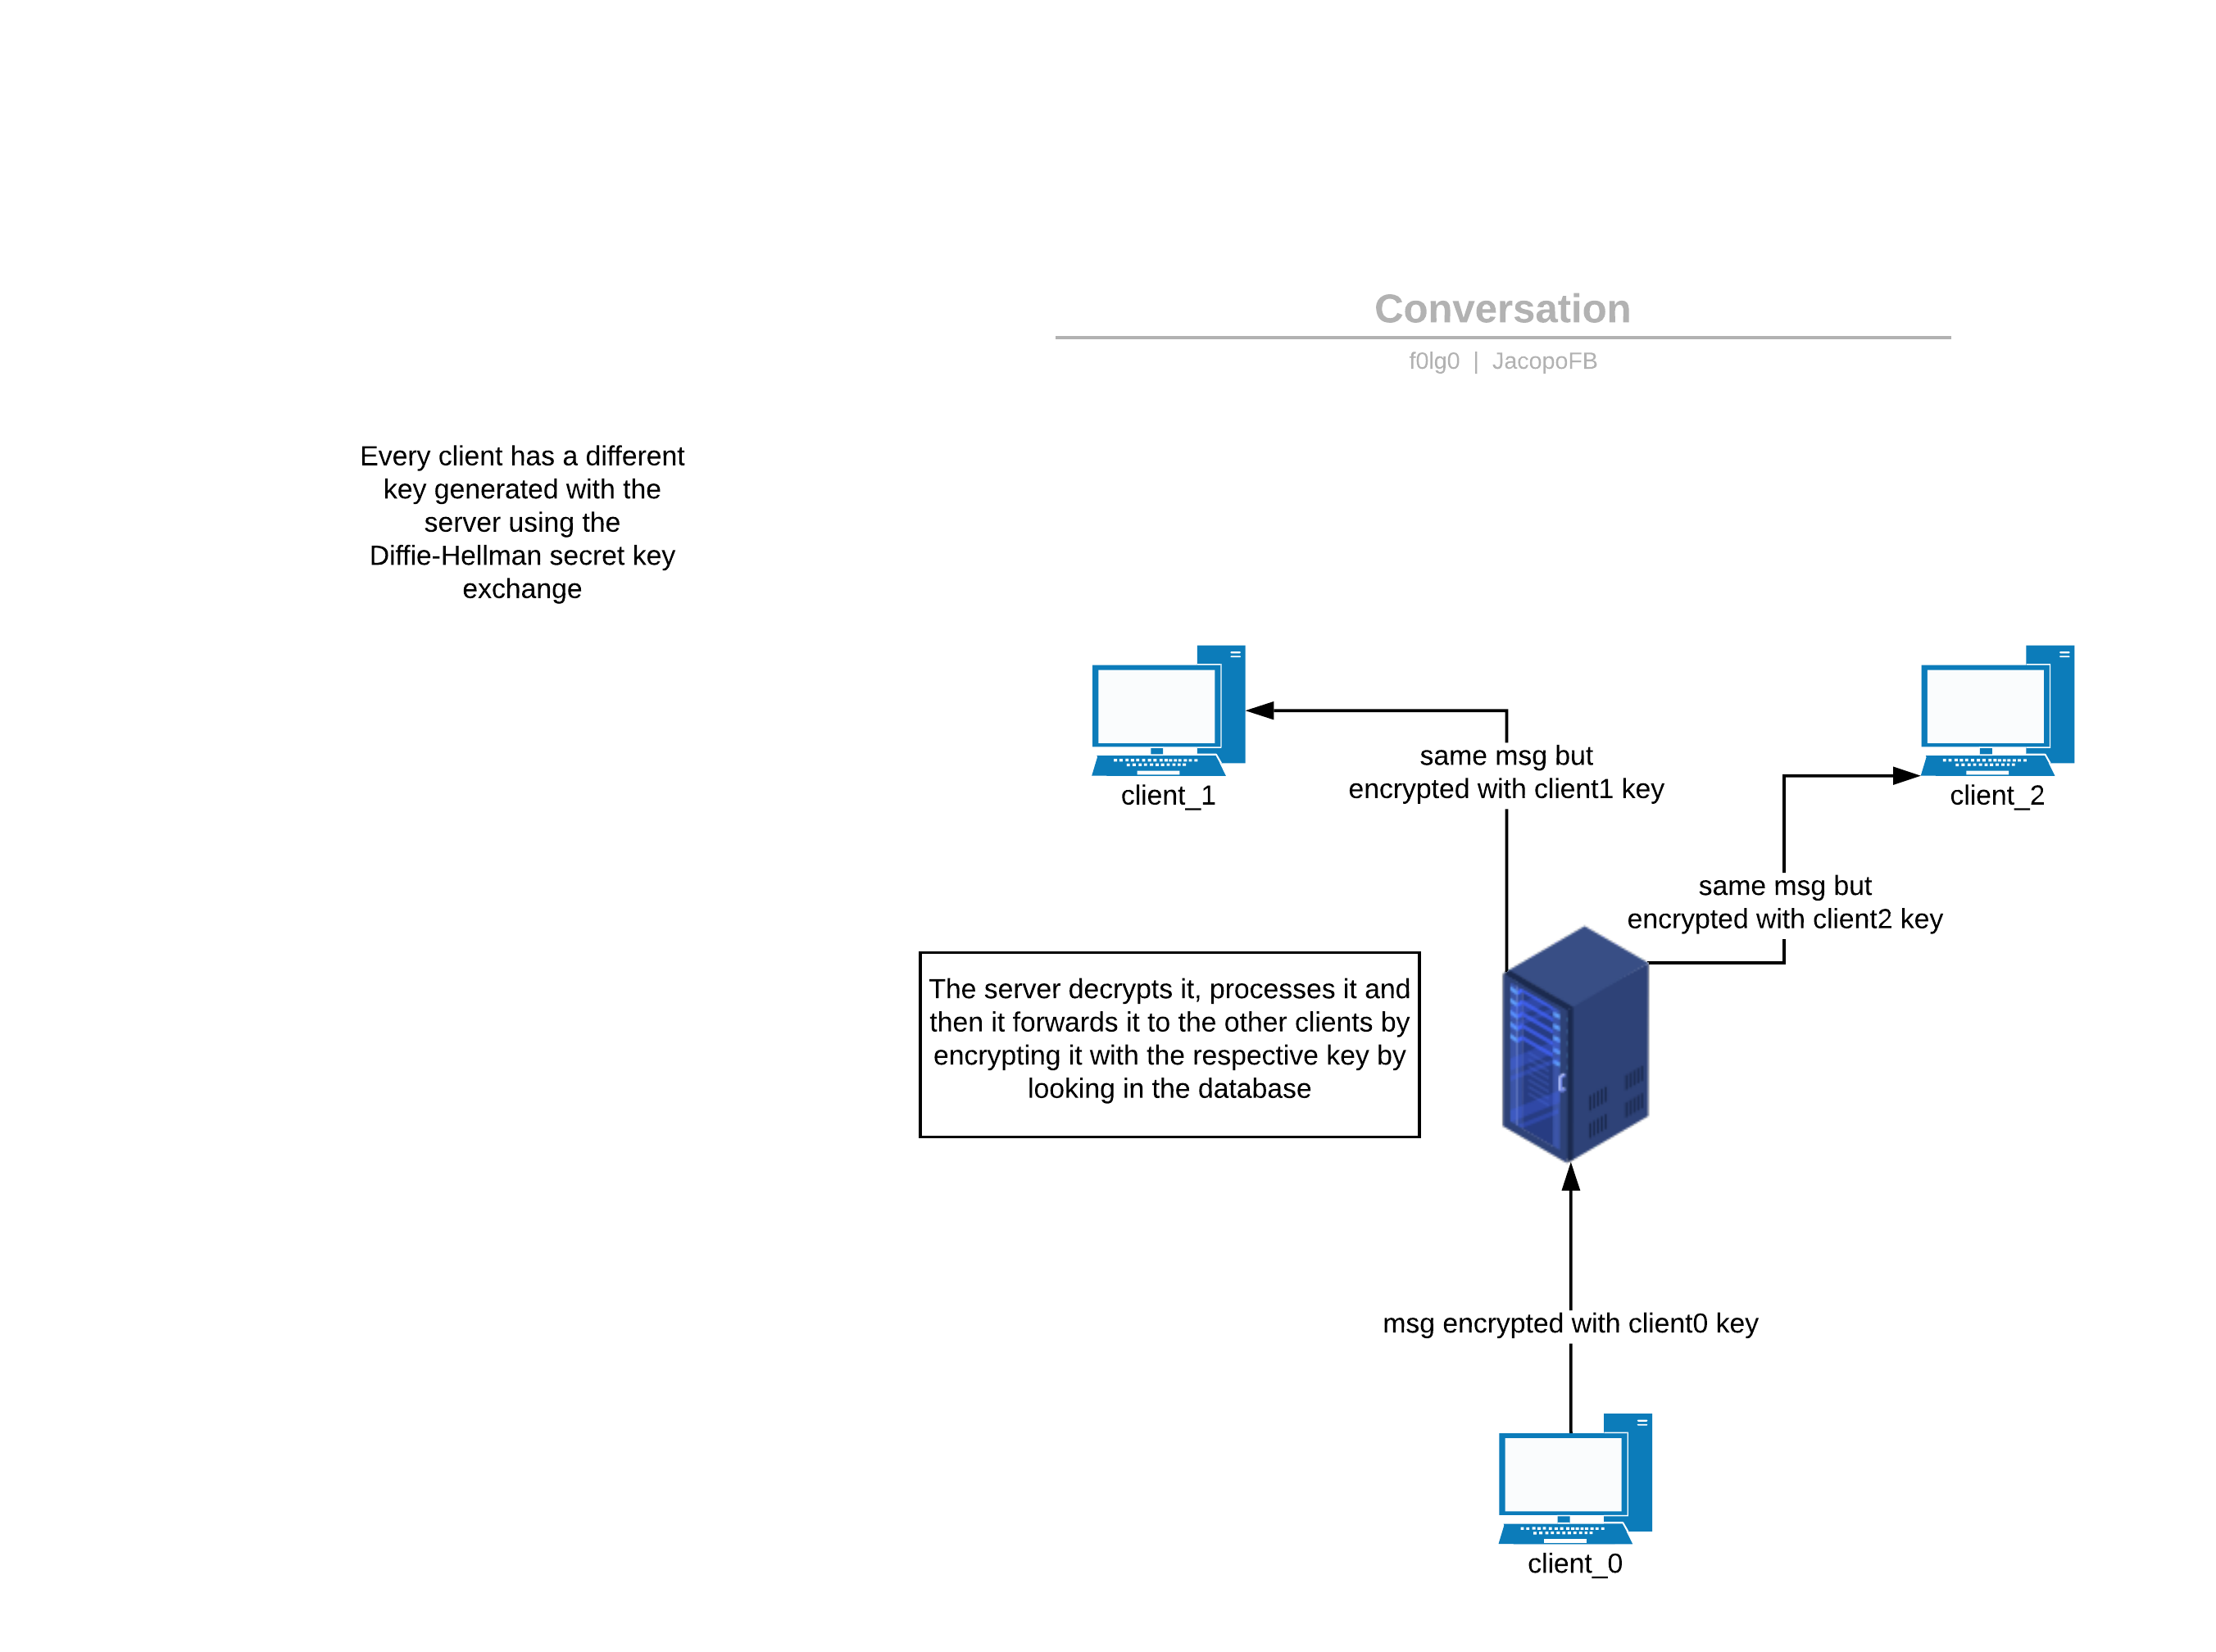 Conversation
f0lg0 | JacopoFB
Every client has a different
key generated with the
server using the
Diffie-Hellman secret key
exchange
same msg but
encrypted with client1 key
client_1
client_2
same msg but
encrypted with client2 key
The server decrypts it, processes it and
then it forwards it to the other clients by
encrypting it with the respective key by
looking in the database
msg encrypted with client0 key
client_0